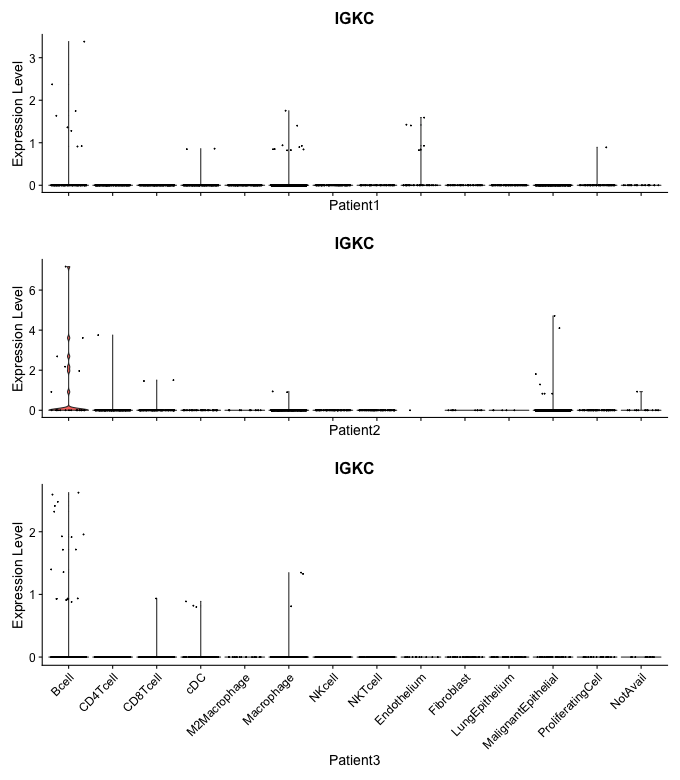 IGKC
Expression Level
3
2
1
0
Patient1
IGKC
Expression Level
6
4
2
0
Patient2
IGKC
Expression Level
2
1
0
Bcell
CD4Tcell
CD8Tcell
cDC
M2Macrophage
Macrophage
NKcell
NKTcell
Endothelium
Fibroblast
LungEpithelium
MalignantEpithelial
ProliferatingCell
NotAvail
Patient3